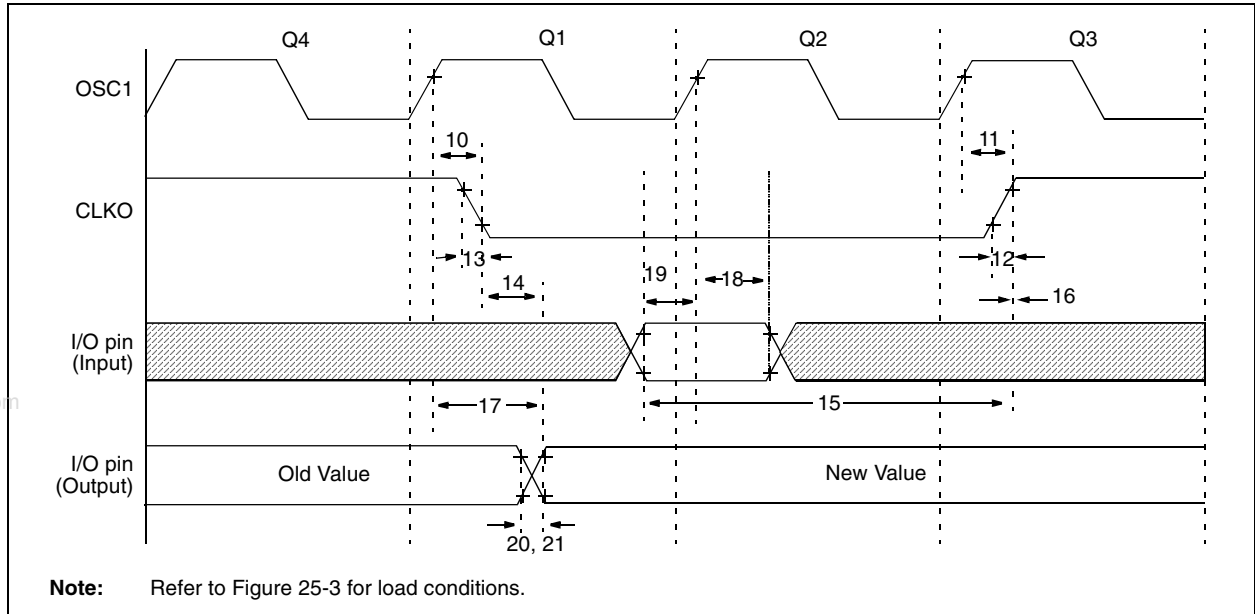 Q4 Q1 Q2 Q3
OSC1
10 11
CLKO
13 12
14 19 18 16
I/O pin
(Input)
17 15
I/O pin
(Output)
Old Value New Value
20, 21
Note: Refer to Figure 25-3 for load conditions.